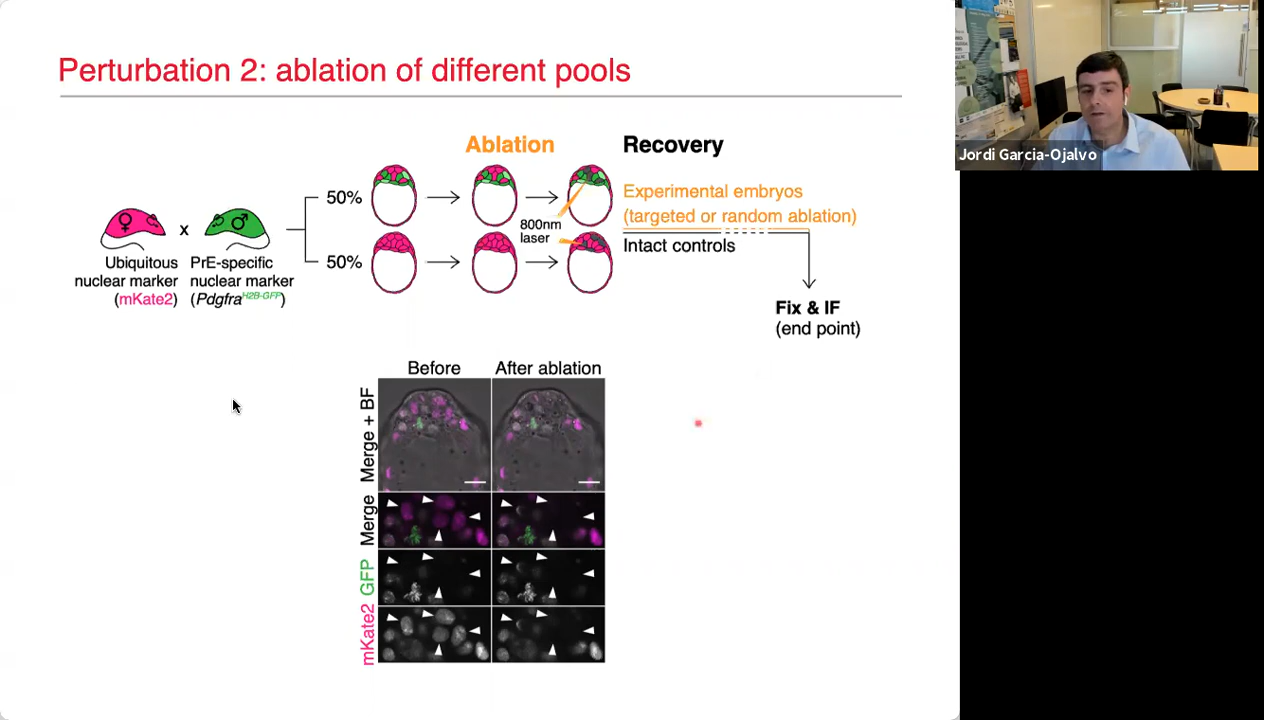 Perturbation 2: ablation of different pools
Jordi Garcia-Ojalvo
Ablation
Recovery
50%
50%
Experimental embryos
(targeted or random ablation)
800nm
laser
Intact controls
♀ x ♂
Ubiquitous
nuclear marker
(mKate2)
PrE-specific
nuclear marker
(Pdgfra^H2B-GFP)
Fix & IF
(end point)
Before
After ablation
Merge + BF
Merge
GFP
mKate2